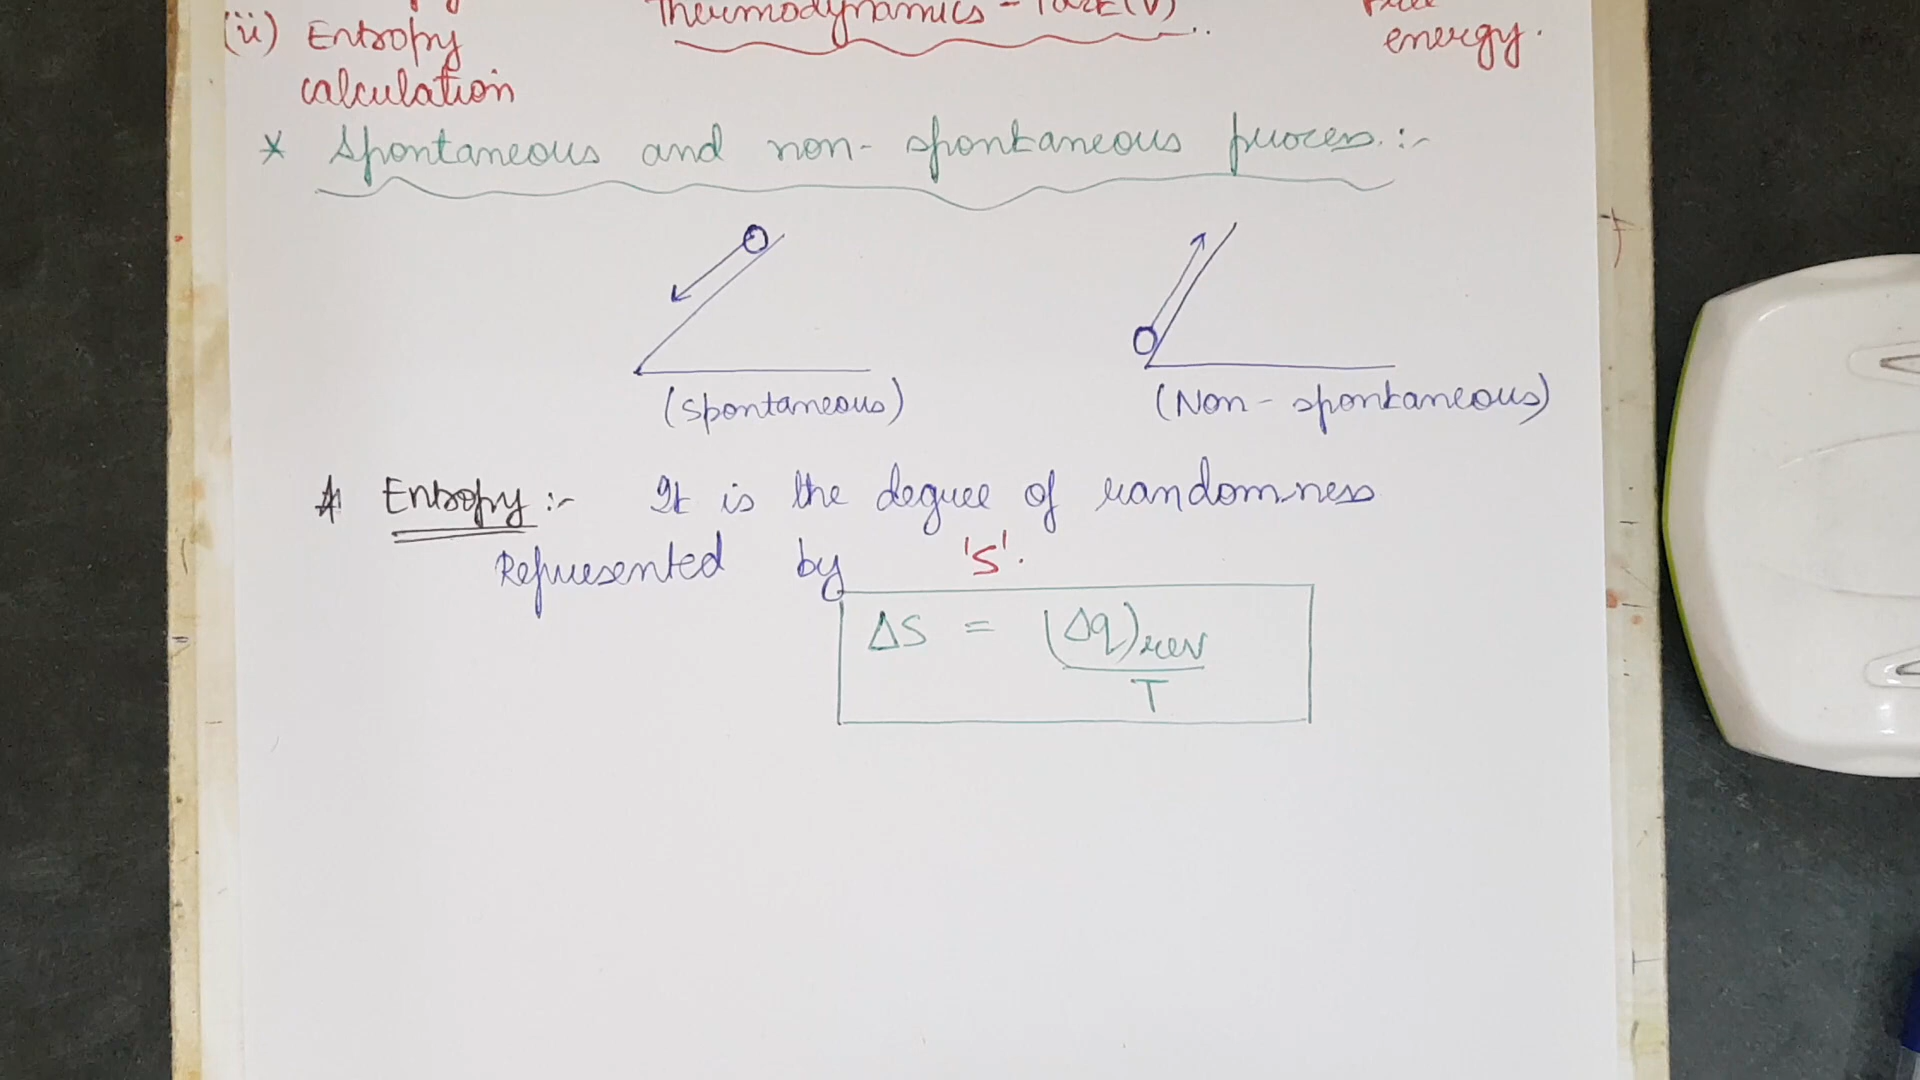 Thermodynamics - Part (V)
(ii) Entropy
calculation
energy.
* Spontaneous and non-spontaneous process :-
(Spontaneous)
(Non-spontaneous)
* Entropy :- It is the degree of randomness
Represented by 'S'.
ΔS = (Δq)rev
T